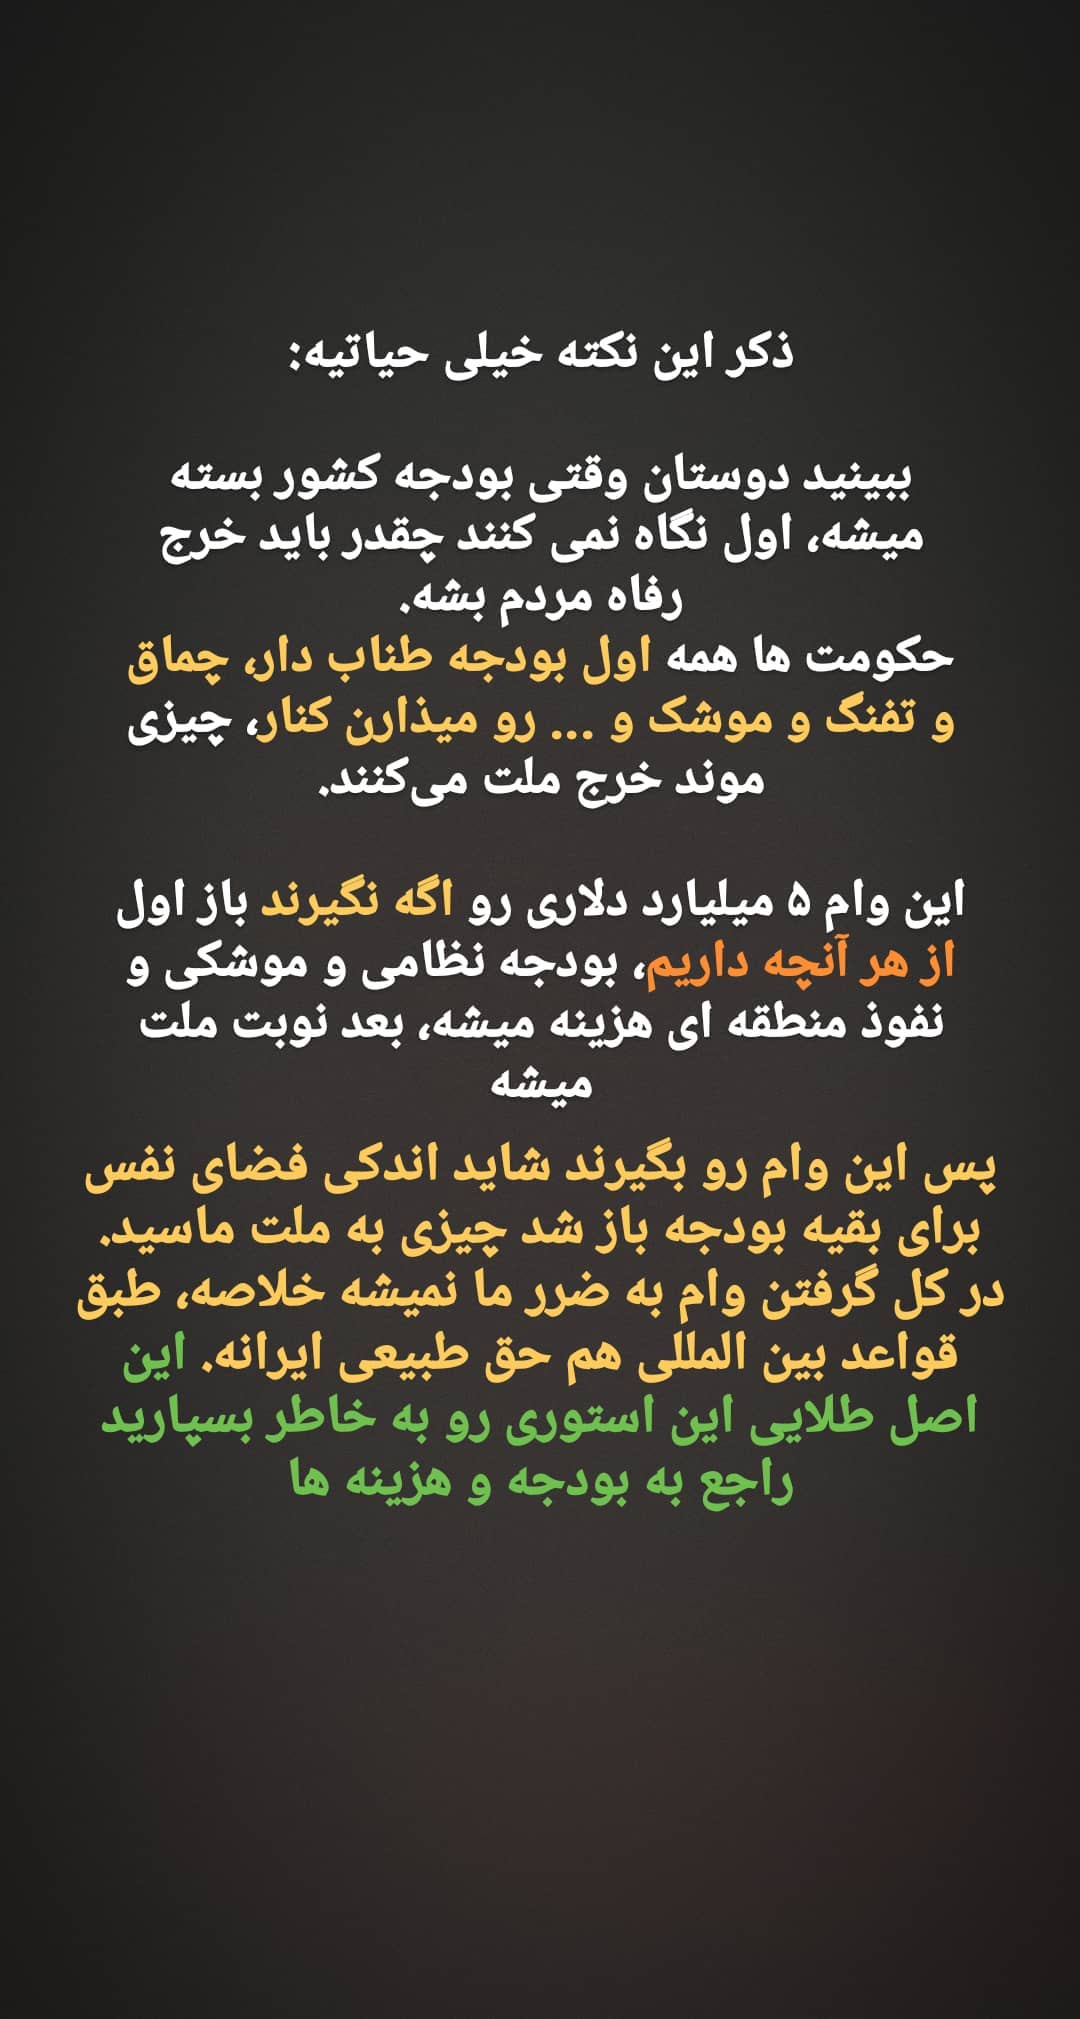 ذکر این نکته خیلی حیاتیه:
ببینید دوستان وقتی بودجه کشور بسته
میشه، اول نگاه نمی کنند چقدر باید خرج
رفاه مردم بشه.
حکومت ها همه اول بودجه طناب دار، چماق
و تفنگ و موشک و ... رو میذارن کنار، چیزی
موند خرج ملت می‌کنند.
این وام ۵ میلیارد دلاری رو اگه نگیرند باز اول
از هر آنچه داریم، بودجه نظامی و موشکی و
نفوذ منطقه ای هزینه میشه، بعد نوبت ملت
میشه
پس این وام رو بگیرند شاید اندکی فضای نفس
برای بقیه بودجه باز شد چیزی به ملت ماسید.
در کل گرفتن وام به ضرر ما نمیشه خلاصه، طبق
قواعد بین المللی هم حق طبیعی ایرانه. این
اصل طلایی این استوری رو به خاطر بسپارید
راجع به بودجه و هزینه ها